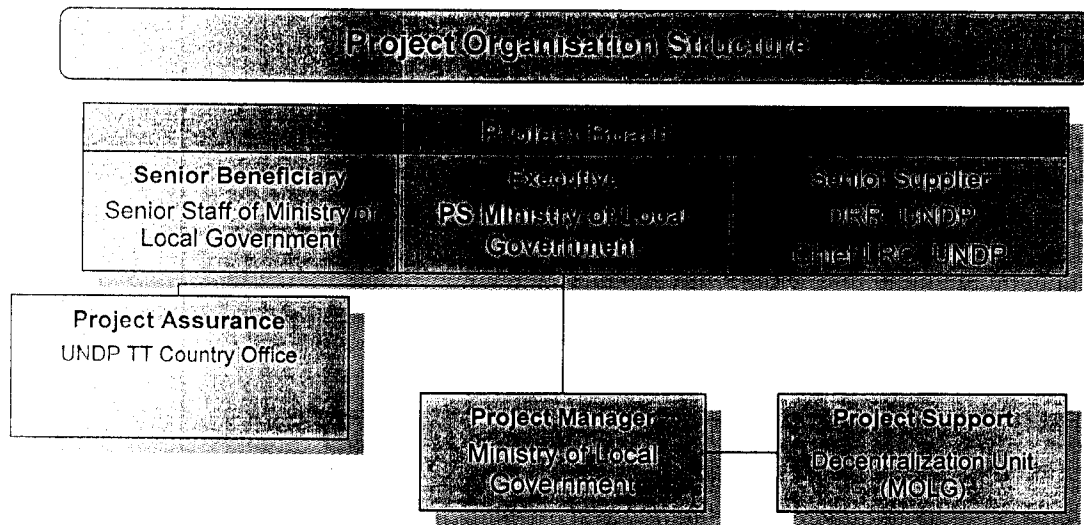 Project Organisation Structure
Project Board
Senior Beneficiary
Senior Staff of Ministry of
Local Government
Executive
PS Ministry of Local
Government
Senior Supplier
DRR, UNDP
Chief LRC, UNDP
Project Assurance
UNDP TT Country Office
Project Manager
Ministry of Local
Government
Project Support
Decentralization Unit
(MOLG)